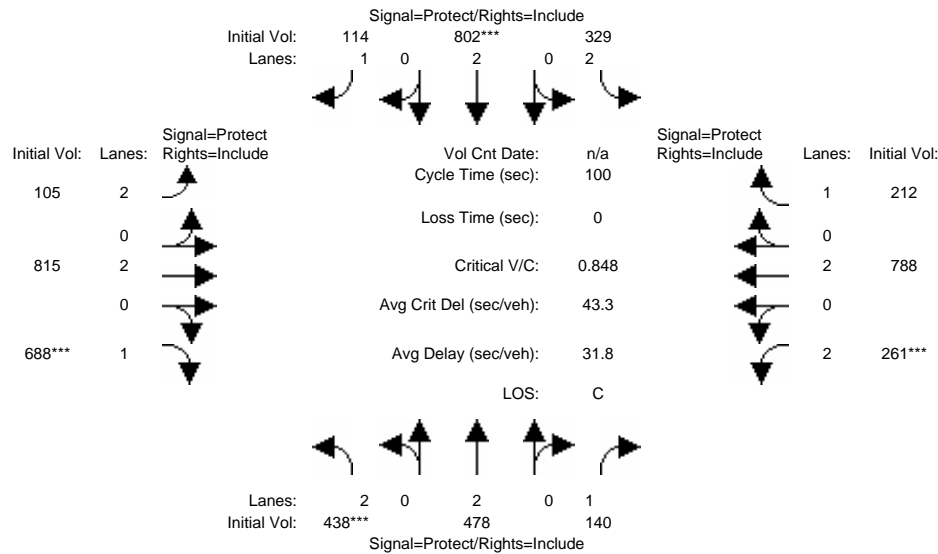 Signal=Protect/Rights=Include
Initial Vol: 114 802*** 329
Lanes: 1 0 2 0 2
Signal=Protect
Initial Vol: Lanes: Rights=Include
Vol Cnt Date: n/a
Signal=Protect
Rights=Include Lanes: Initial Vol:
Cycle Time (sec): 100
105 2
1 212
Loss Time (sec): 0
0
0
815 2
Critical V/C: 0.848
2 788
0
Avg Crit Del (sec/veh): 43.3
0
688*** 1
Avg Delay (sec/veh): 31.8
2 261***
LOS: C
Lanes: 2 0 2 0 1
Initial Vol: 438*** 478 140
Signal=Protect/Rights=Include